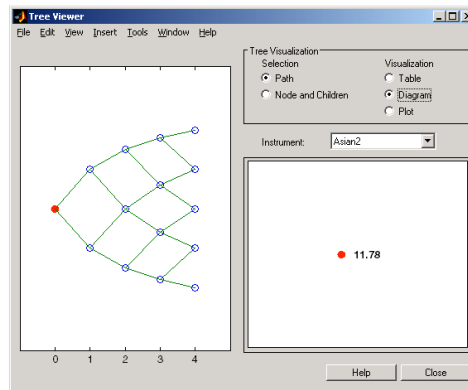 Tree Viewer
File Edit View Insert Tools Window Help
Tree Visualization
Selection Visualization
Path Table
Node and Children Diagram
Plot
Instrument: Asian2
11.78
0 1 2 3 4
Help Close